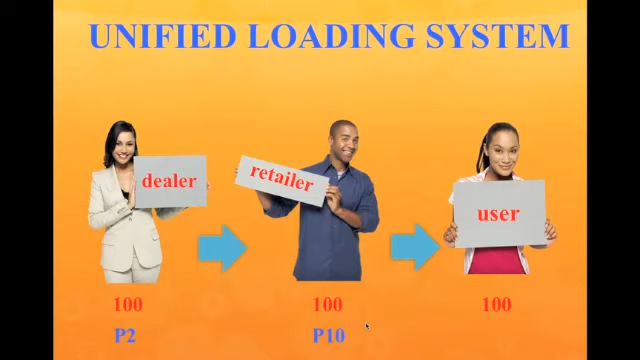 UNIFIED LOADING SYSTEM
dealer
retailer
user
100
100
100
P2
P10